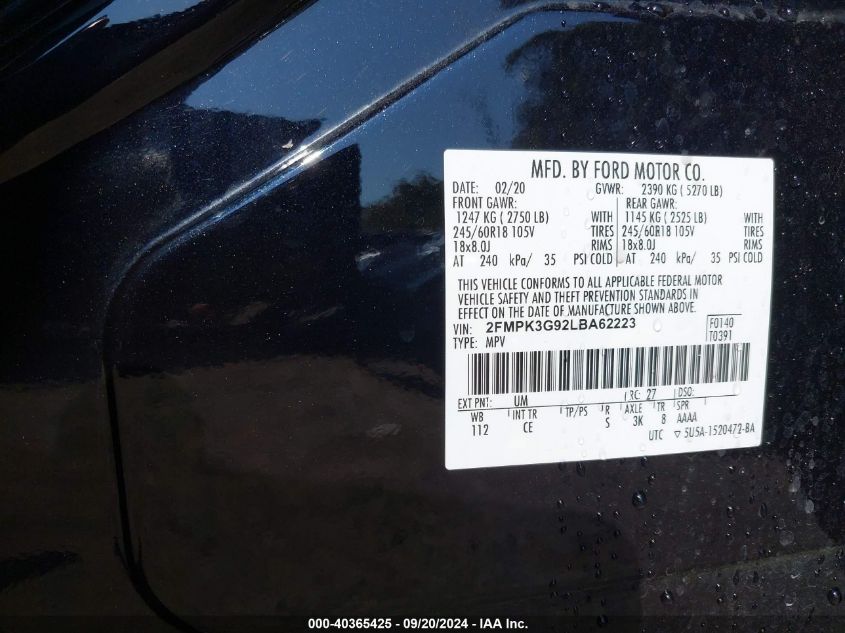 MFD. BY FORD MOTOR CO.
DATE: 02/20 GVWR: 2390 KG ( 5270 LB)
FRONT GAWR: REAR GAWR:
1247 KG ( 2750 LB) WITH 1145 KG ( 2525 LB) WITH
245/60R18 105V TIRES 245/60R18 105V TIRES
18x8.0J RIMS 18x8.0J RIMS
AT 240 kPa/ 35 PSI COLD AT 240 kPa/ 35 PSI COLD
THIS VEHICLE CONFORMS TO ALL APPLICABLE FEDERAL MOTOR
VEHICLE SAFETY AND THEFT PREVENTION STANDARDS IN
EFFECT ON THE DATE OF MANUFACTURE SHOWN ABOVE.
VIN: 2FMPK3G92LBA62223 F0140
TYPE: MPV T0391
EXT PNT: UM RC: 27 DSO:
WB INT TR TP/PS R AXLE TR SPR
112 CE S 3K 8 AAAA
UTC ▽ 5U5A-1520472-BA
000-40365425 - 09/20/2024 - IAA Inc.